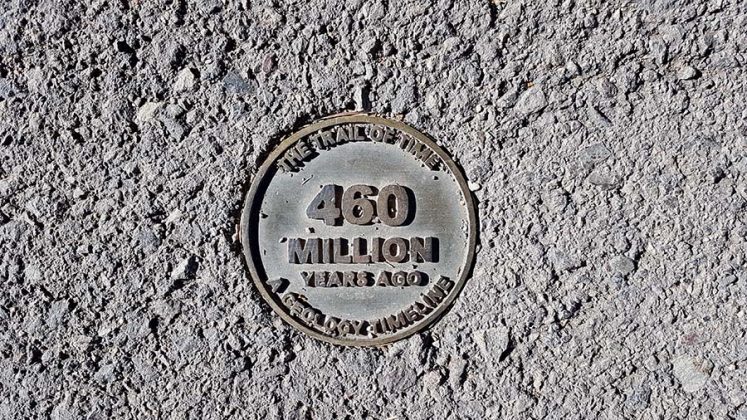 THE TRAIL OF TIME
460
MILLION
YEARS AGO
A GEOLOGY TIMELINE